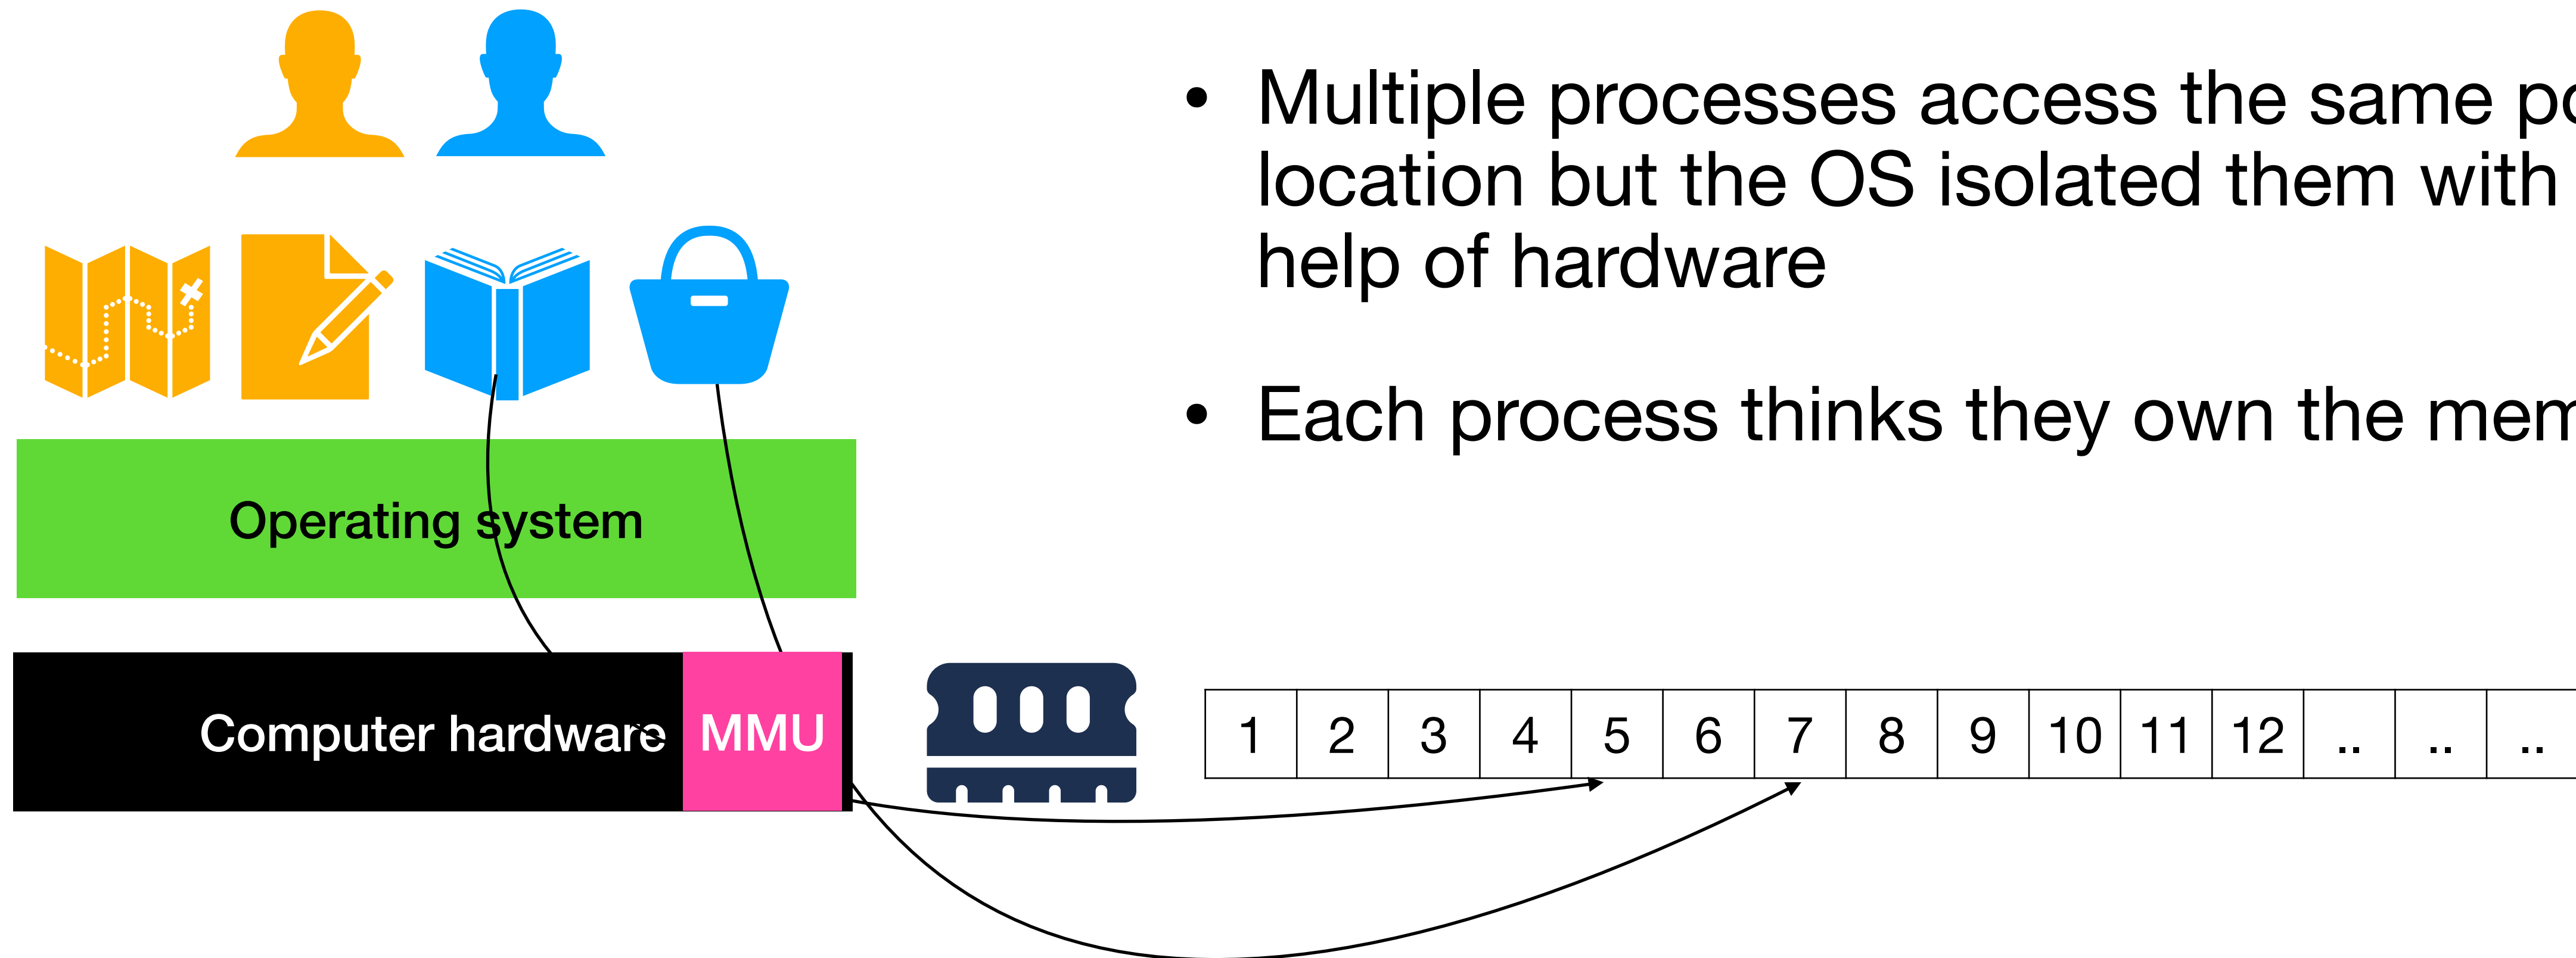 • Multiple processes access the same
location but the OS isolated them with
help of hardware
• Each process thinks they own the
Operating system
Computer hardware MMU
1 2 3 4 5 6 7 8 9 10 11 12 .. .. ..